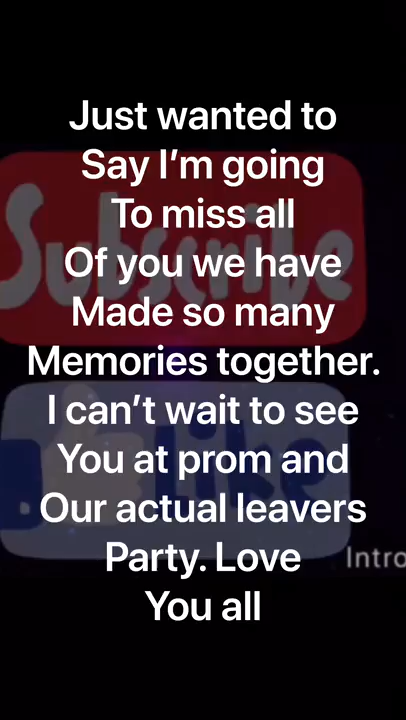 Just wanted to
Say I’m going
To miss all
Of you we have
Made so many
Memories together.
I can’t wait to see
You at prom and
Our actual leavers
Party. Love
You all
Subscribe
Like
Intro